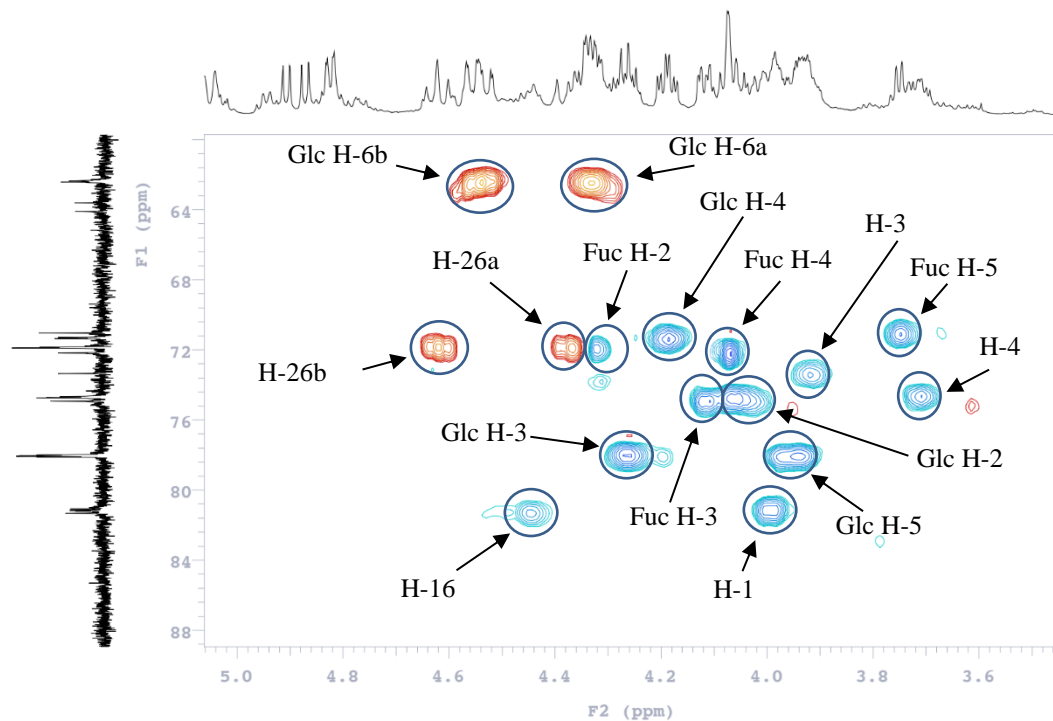 Glc H-6b
Glc H-6a
Glc H-4
H-3
H-26a
Fuc H-2
Fuc H-4
Fuc H-5
H-26b
H-4
Glc H-3
Glc H-2
Fuc H-3
Glc H-5
H-16
H-1
F1 (ppm)
64
68
72
76
80
84
88
5.0
4.8
4.6
4.4
4.2
4.0
3.8
3.6
F2 (ppm)